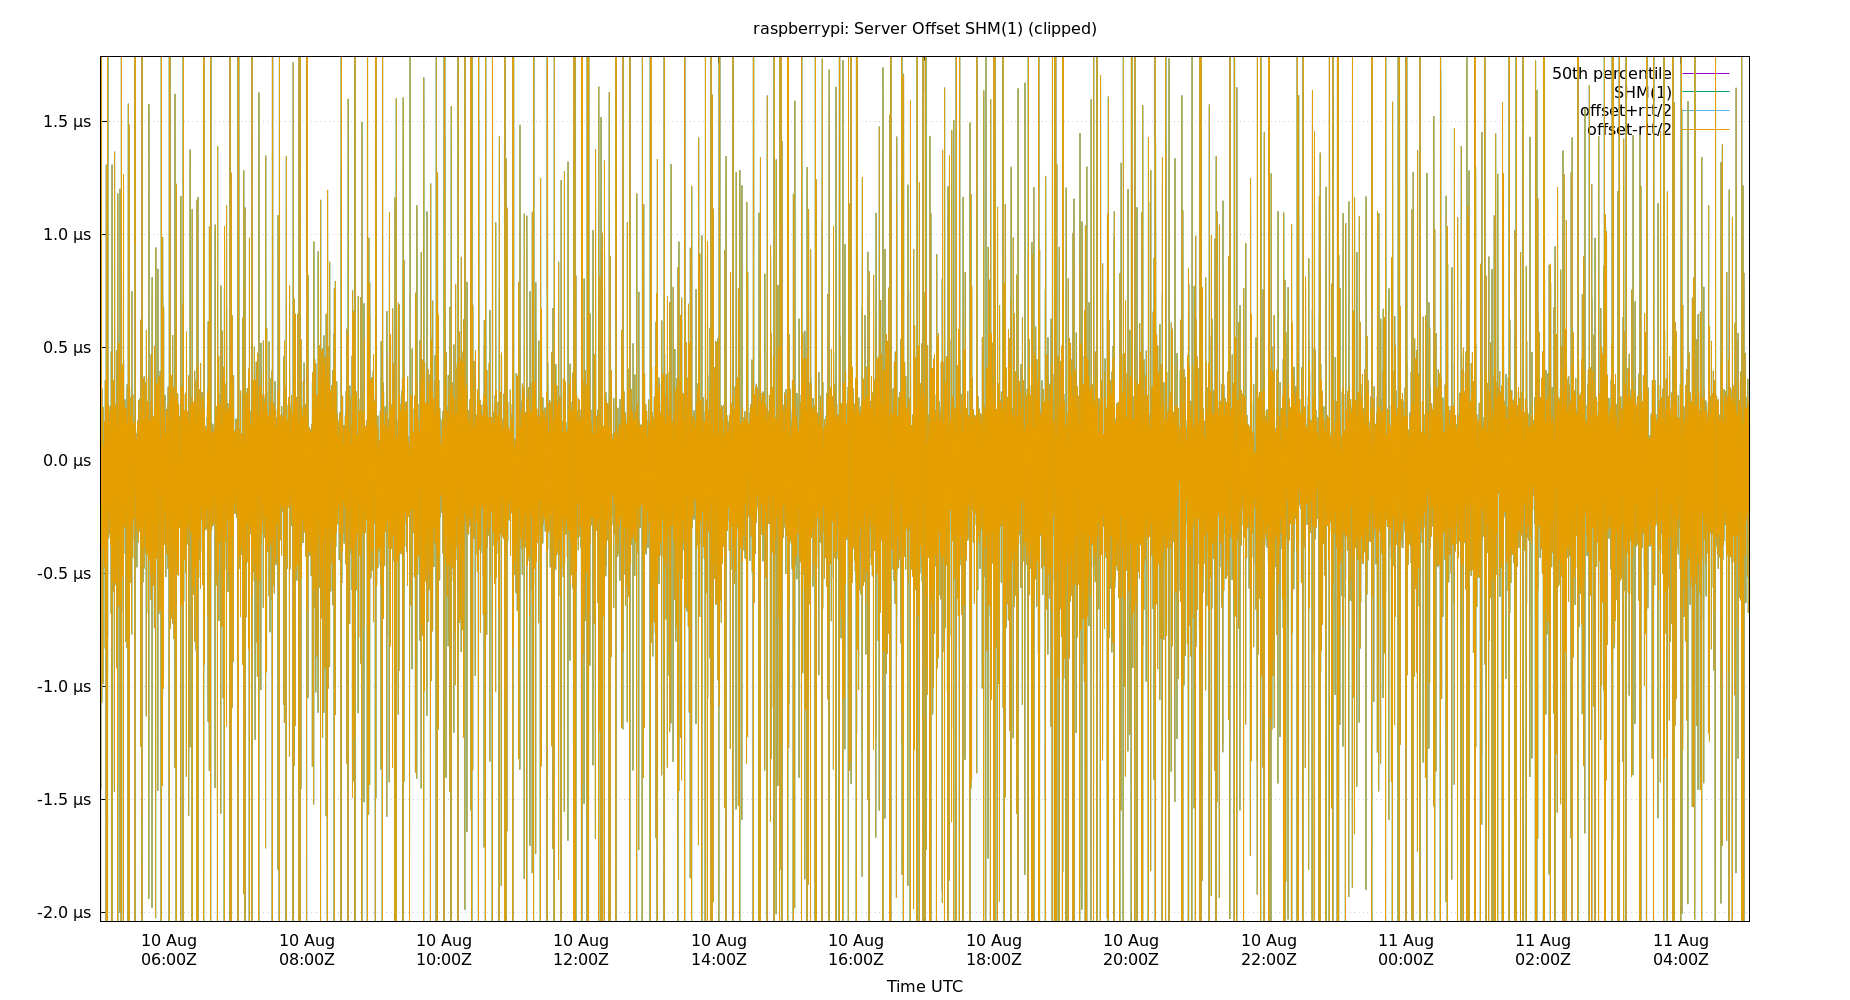 raspberrypi: Server Offset SHM(1) (clipped)
50th percentile
SHM(1)
offset+rtt/2
offset-rtt/2
1.5 µs
1.0 µs
0.5 µs
0.0 µs
-0.5 µs
-1.0 µs
-1.5 µs
-2.0 µs
10 Aug 10 Aug 10 Aug 10 Aug 10 Aug 10 Aug 10 Aug 10 Aug 10 Aug 11 Aug 11 Aug 11 Aug
06:00Z 08:00Z 10:00Z 12:00Z 14:00Z 16:00Z 18:00Z 20:00Z 22:00Z 00:00Z 02:00Z 04:00Z
Time UTC